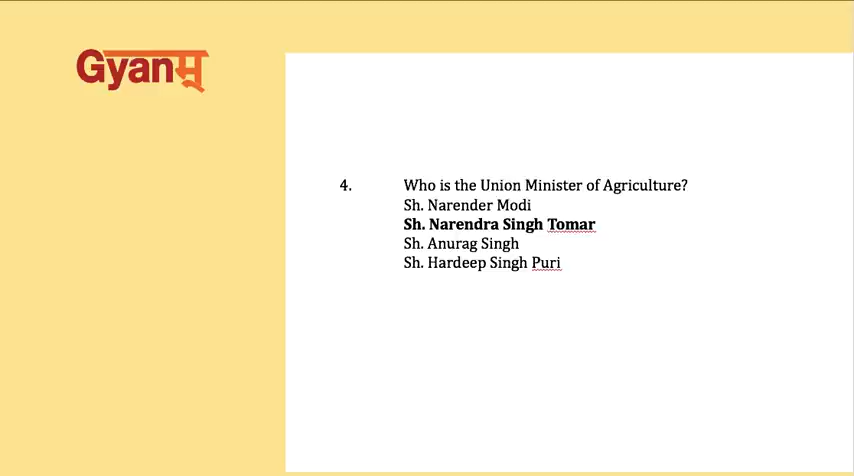 Gyanम्
4. Who is the Union Minister of Agriculture?
Sh. Narender Modi
Sh. Narendra Singh Tomar
Sh. Anurag Singh
Sh. Hardeep Singh Puri